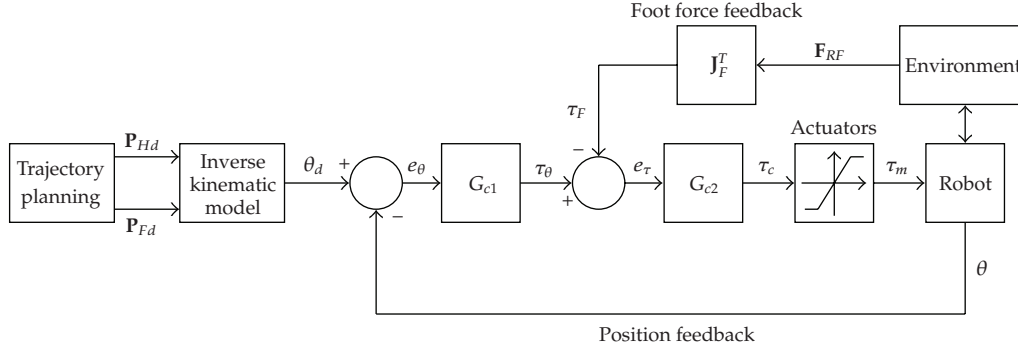 Foot force feedback
J_F^T
F_RF
Environment
τ_F
Actuators
−
P_Hd
Trajectory
planning
P_Fd
Inverse
kinematic
model
θ_d
+
−
e_θ
G_c1
τ_θ
+
e_τ
G_c2
τ_c
τ_m
Robot
θ
Position feedback